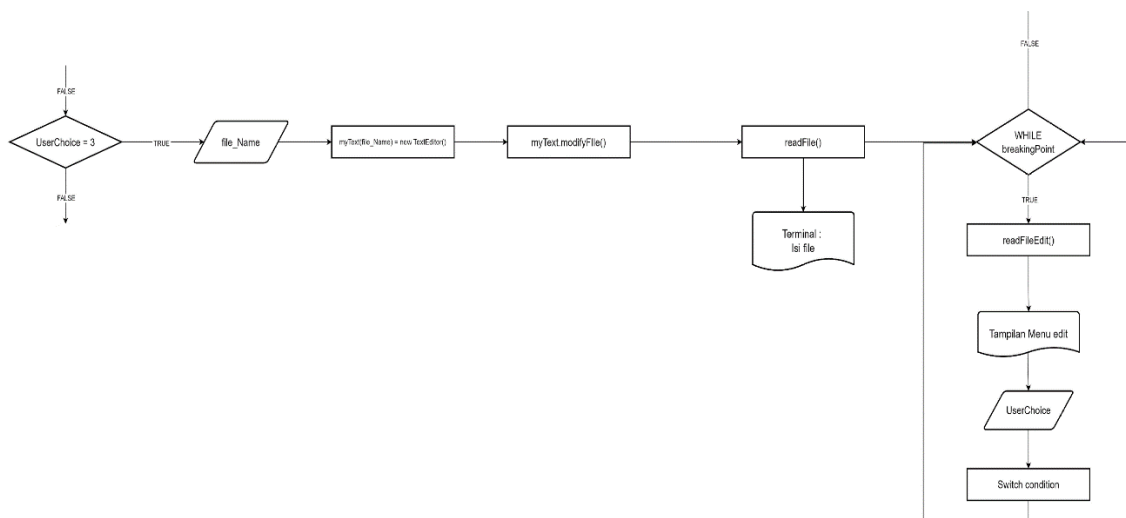 FALSE
FALSE
UserChoice = 3
TRUE
file_Name
myText(file_Name) = new TextEditor()
myText.modifyFile()
readFile()
WHILE
breakingPoint
FALSE
TRUE
Terminal :
Isi file
readFileEdit()
Tampilan Menu edit
UserChoice
Switch condition